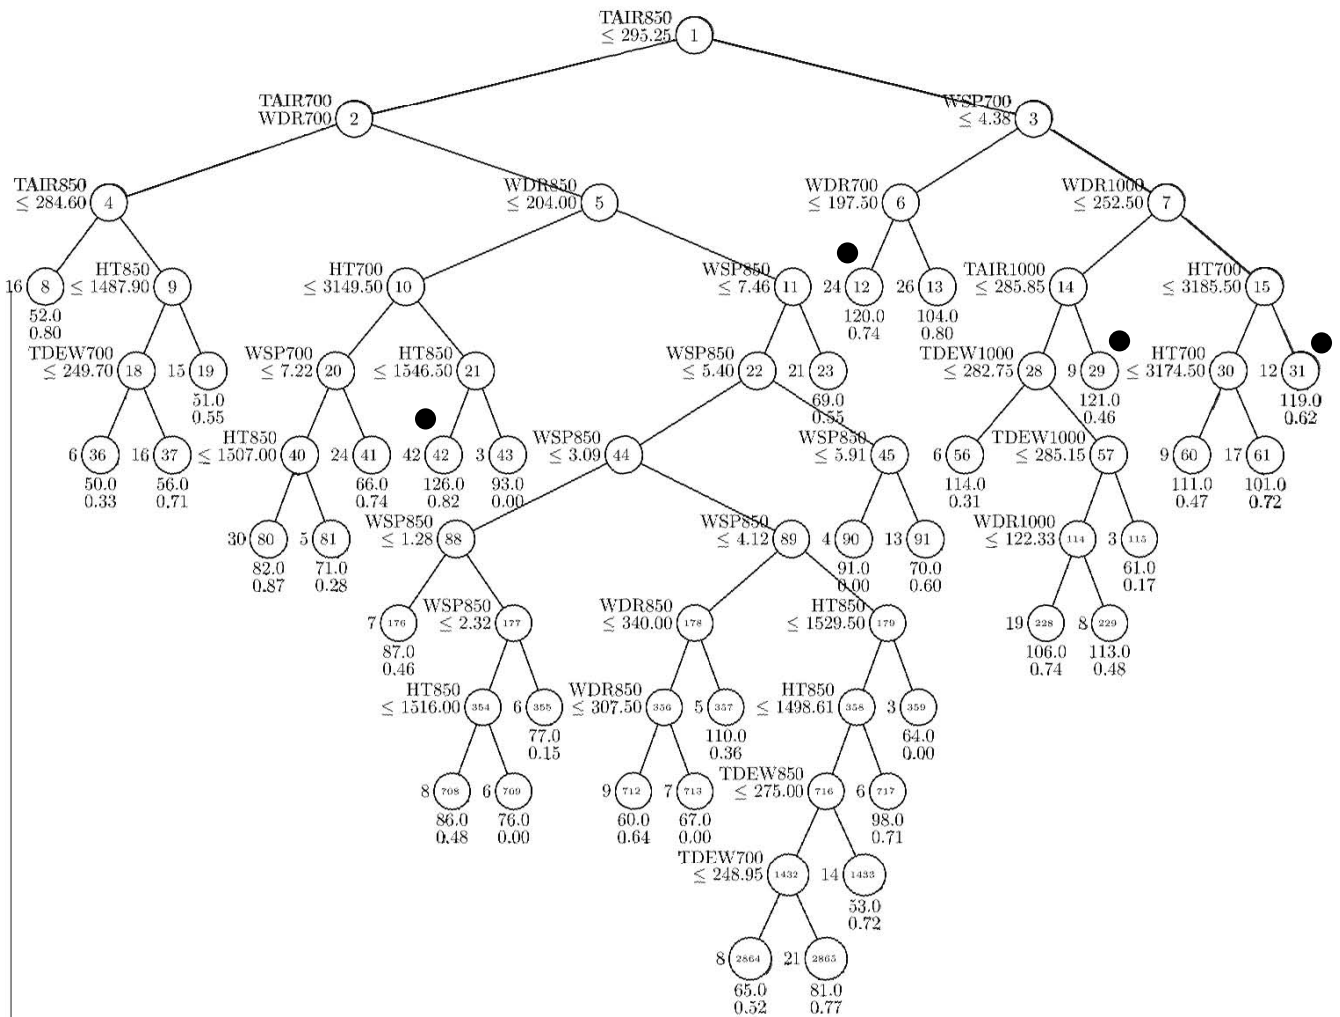 TAIR850
≤ 295.25 1
TAIR700
WDR700 2
WSP700
≤ 4.38 3
TAIR850
≤ 284.60 4
WDR850
≤ 204.00 5
WDR700
≤ 197.50 6
WDR1000
≤ 252.50 7
16 8
52.0
0.80
HT850
≤ 1487.90 9
HT700
≤ 3149.50 10
WSP850
≤ 7.46 11
24 12
120.0
0.74
26 13
104.0
0.80
TAIR1000
≤ 285.85 14
HT700
≤ 3185.50 15
TDEW700
≤ 249.70 18
15 19
51.0
0.55
WSP700
≤ 7.22 20
HT850
≤ 1546.50 21
WSP850
≤ 5.40 22
21 23
69.0
0.55
TDEW1000
≤ 282.75 28
9 29
121.0
0.46
HT700
≤ 3174.50 30
12 31
119.0
0.62
6 36
50.0
0.33
16 37
56.0
0.71
HT850
≤ 1507.00 40
24 41
66.0
0.74
42 42
126.0
0.82
3 43
93.0
0.00
WSP850
≤ 3.09 44
WSP850
≤ 5.91 45
6 56
114.0
0.31
TDEW1000
≤ 285.15 57
9 60
111.0
0.47
17 61
101.0
0.72
30 80
82.0
0.87
5 81
71.0
0.28
WSP850
≤ 1.28 88
WSP850
≤ 4.12 89
4 90
91.0
0.00
13 91
70.0
0.60
WDR1000
≤ 122.33 114
3 115
61.0
0.17
7 176
87.0
0.46
WSP850
≤ 2.32 177
WDR850
≤ 340.00 178
HT850
≤ 1529.50 179
19 228
106.0
0.74
8 229
113.0
0.48
HT850
≤ 1516.00 354
6 355
77.0
0.15
WDR850
≤ 307.50 356
5 357
110.0
0.36
HT850
≤ 1498.61 358
3 359
64.0
0.00
8 708
86.0
0.48
6 709
76.0
0.00
9 712
60.0
0.64
7 713
67.0
0.00
TDEW850
≤ 275.00 716
6 717
98.0
0.71
TDEW700
≤ 248.95 1432
14 1433
53.0
0.72
8 2864
65.0
0.52
21 2865
81.0
0.77